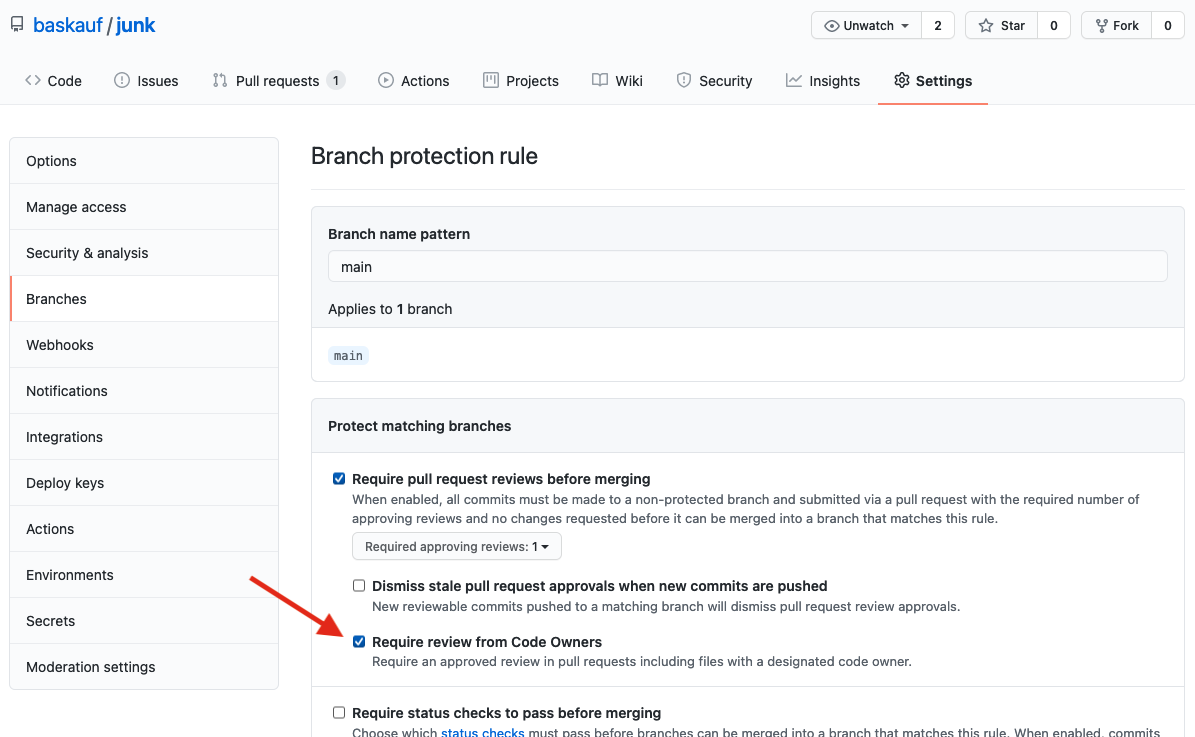 baskauf / junk
Unwatch 2 Star 0 Fork 0
Code Issues Pull requests 1 Actions Projects Wiki Security Insights Settings
Options
Manage access
Security & analysis
Branches
Webhooks
Notifications
Integrations
Deploy keys
Actions
Environments
Secrets
Moderation settings
Branch protection rule
Branch name pattern
main
Applies to 1 branch
main
Protect matching branches
Require pull request reviews before merging
When enabled, all commits must be made to a non-protected branch and submitted via a pull request with the required number of
approving reviews and no changes requested before it can be merged into a branch that matches this rule.
Required approving reviews: 1
Dismiss stale pull request approvals when new commits are pushed
New reviewable commits pushed to a matching branch will dismiss pull request review approvals.
Require review from Code Owners
Require an approved review in pull requests including files with a designated code owner.
Require status checks to pass before merging
Choose which status checks must pass before branches can be merged into a branch that matches this rule. When enabled, commits